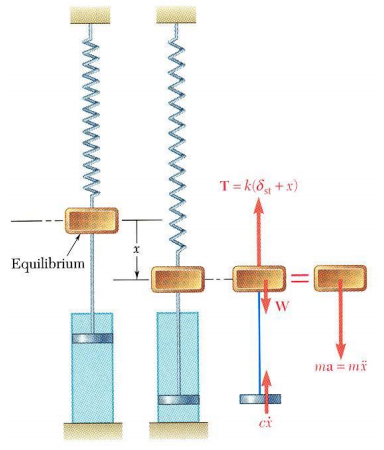 T = k(δst + x)
x
Equilibrium
W
ma = mẍ
cẋ